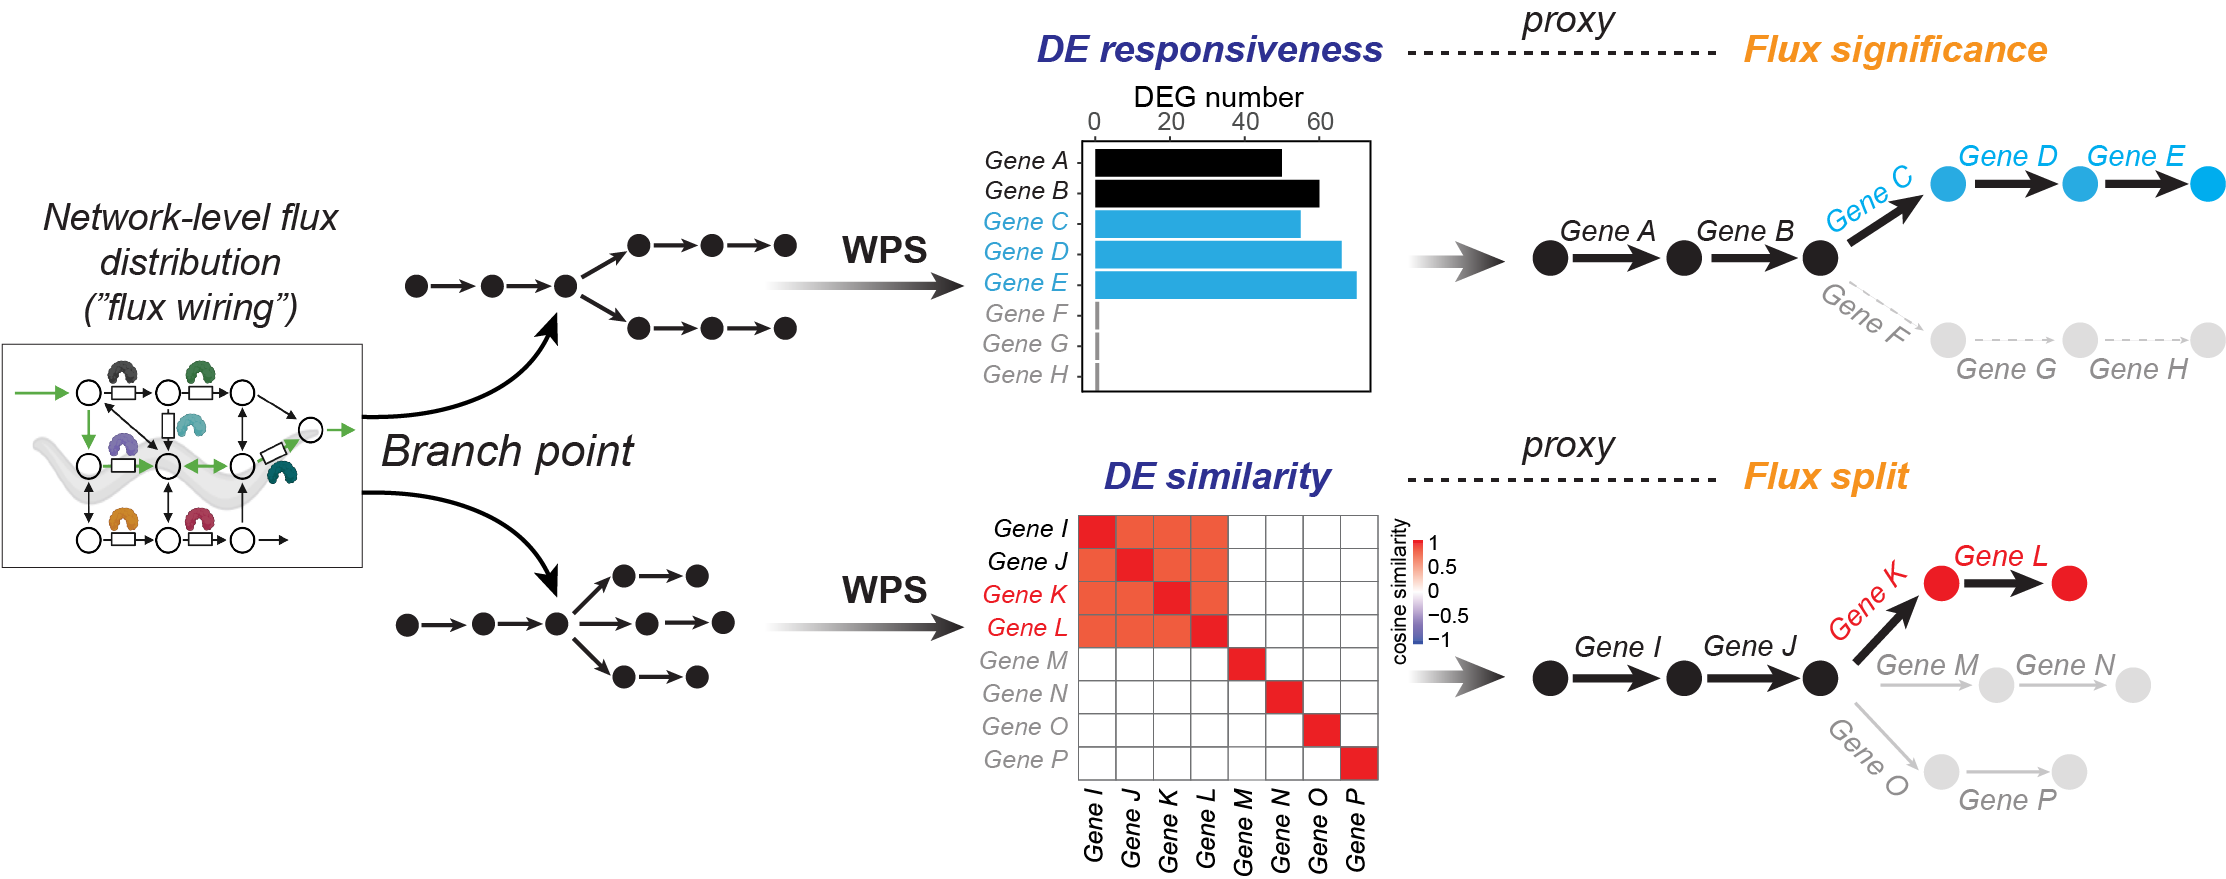 Network-level flux
distribution
("flux wiring")
Branch point
WPS
DE responsiveness
proxy
Flux significance
DEG number
0 20 40 60
Gene A
Gene B
Gene C
Gene D
Gene E
Gene F
Gene G
Gene H
Gene A
Gene B
Gene C
Gene D
Gene E
Gene F
Gene G
Gene H
WPS
DE similarity
proxy
Flux split
Gene I
Gene J
Gene K
Gene L
Gene M
Gene N
Gene O
Gene P
Gene I
Gene J
Gene K
Gene L
Gene M
Gene N
Gene O
Gene P
cosine similarity
1
0.5
0
−0.5
−1
Gene I
Gene J
Gene K
Gene L
Gene M
Gene N
Gene O
Gene P